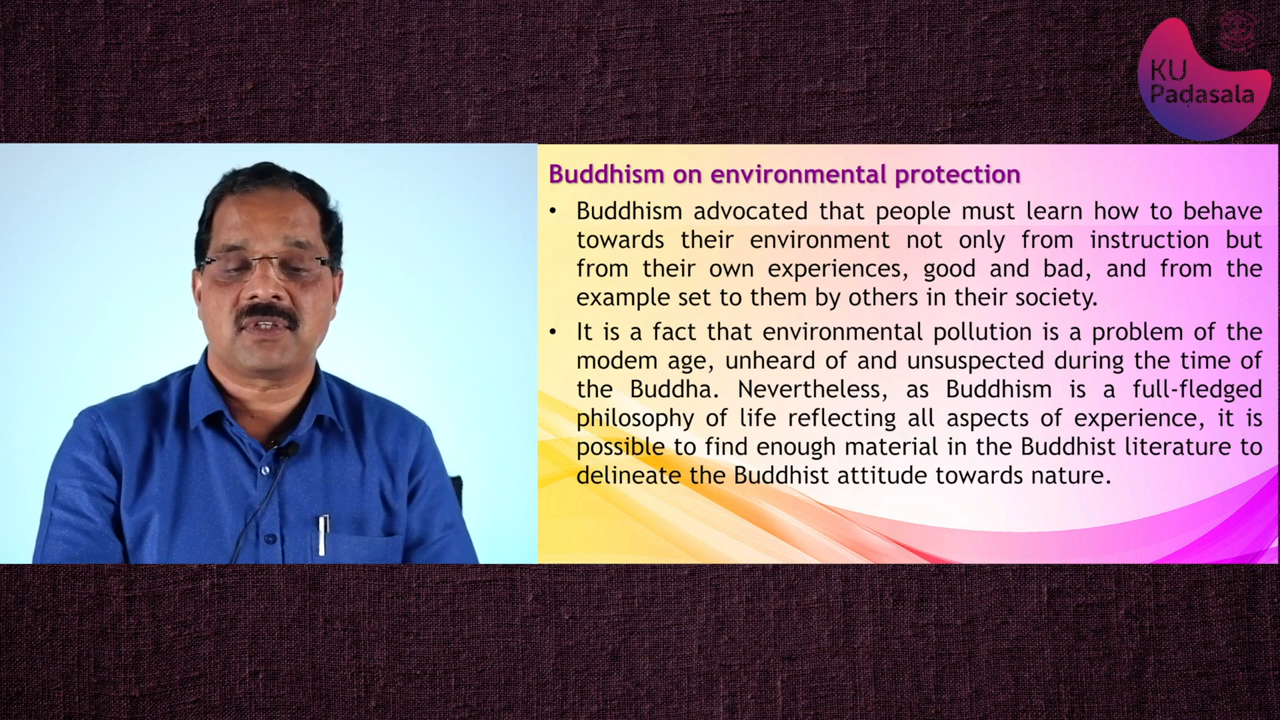 KU
Padasala
Buddhism on environmental protection
• Buddhism advocated that people must learn how to behave
towards their environment not only from instruction but
from their own experiences, good and bad, and from the
example set to them by others in their society.
• It is a fact that environmental pollution is a problem of the
modem age, unheard of and unsuspected during the time of
the Buddha. Nevertheless, as Buddhism is a full-fledged
philosophy of life reflecting all aspects of experience, it is
possible to find enough material in the Buddhist literature to
delineate the Buddhist attitude towards nature.